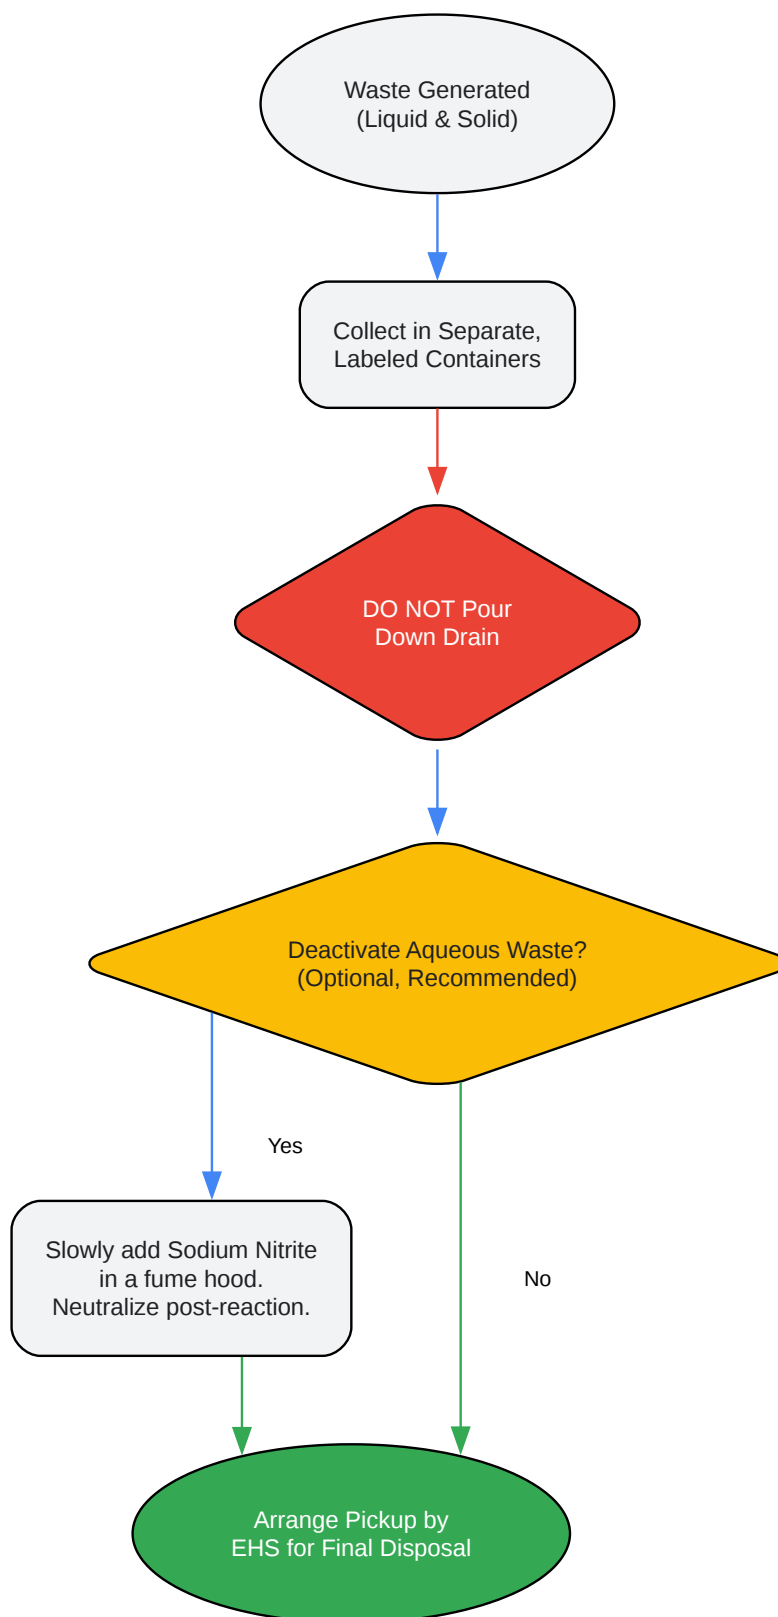 Waste Generated
(Liquid & Solid)
Collect in Separate,
Labeled Containers
DO NOT Pour
Down Drain
Deactivate Aqueous Waste?
(Optional, Recommended)
Yes
Slowly add Sodium Nitrite
in a fume hood.
Neutralize post-reaction.
No
Arrange Pickup by
EHS for Final Disposal